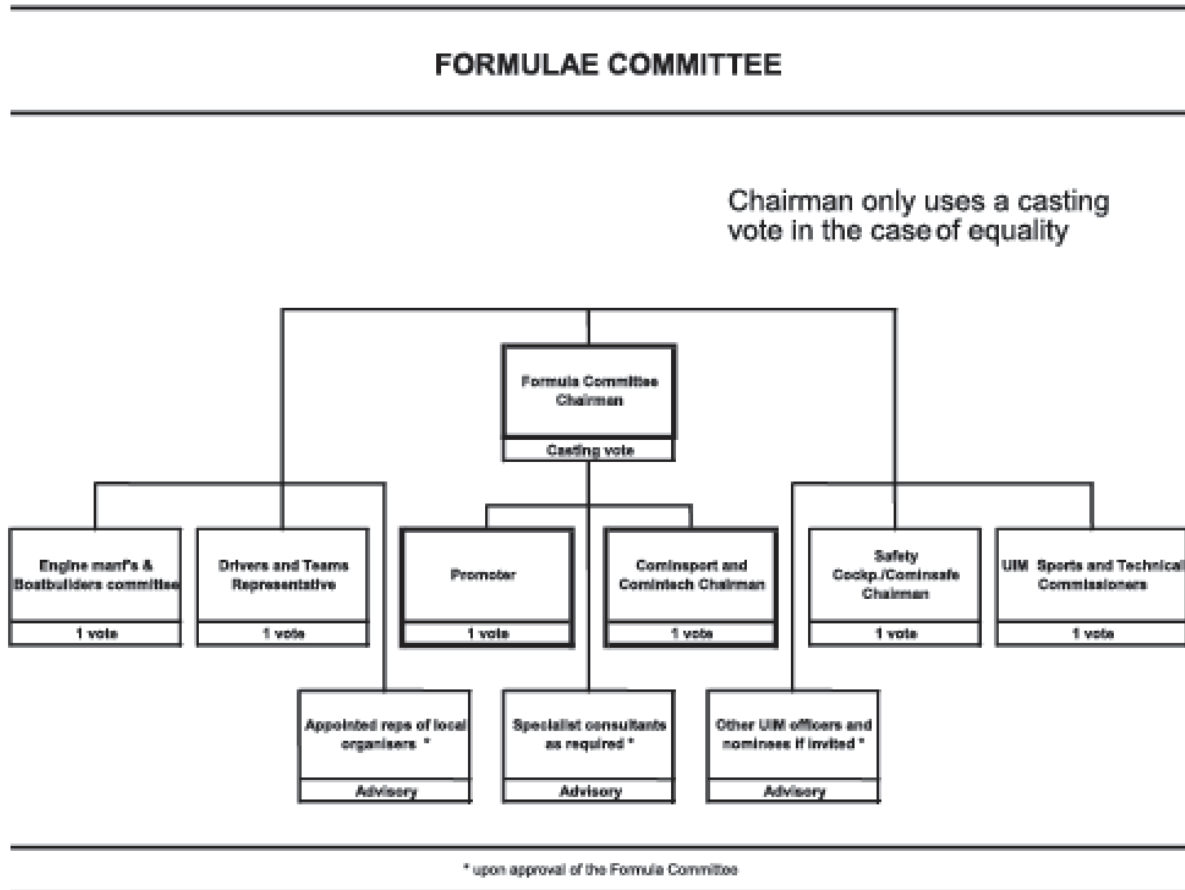 FORMULAE COMMITTEE
Chairman only uses a casting
vote in the case of equality
Formula Committee
Chairman
Casting vote
Engine manf's &
Boatbuilders committee
1 vote
Drivers and Teams
Representative
1 vote
Promoter
1 vote
Cominsport and
Comintech Chairman
1 vote
Safety
Cockp./Cominsafe
Chairman
1 vote
UIM Sports and Technical
Commissioners
1 vote
Appointed reps of local
organisers *
Advisory
Specialist consultants
as required *
Advisory
Other UIM officers and
nominees if invited *
Advisory
* upon approval of the Formula Committee